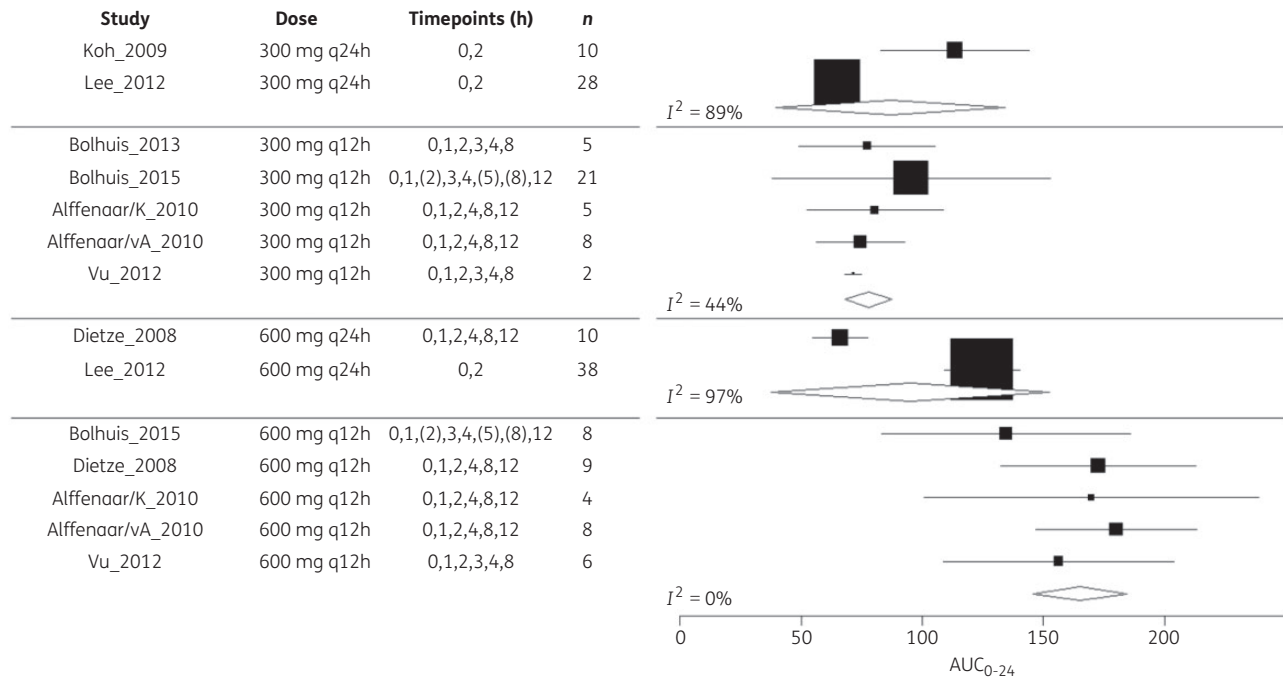 Study Dose Timepoints (h) n
Koh_2009 300 mg q24h 0,2 10
Lee_2012 300 mg q24h 0,2 28
I² = 89%
Bolhuis_2013 300 mg q12h 0,1,2,3,4,8 5
Bolhuis_2015 300 mg q12h 0,1,(2),3,4,(5),(8),12 21
Alffenaar/K_2010 300 mg q12h 0,1,2,4,8,12 5
Alffenaar/vA_2010 300 mg q12h 0,1,2,4,8,12 8
Vu_2012 300 mg q12h 0,1,2,3,4,8 2
I² = 44%
Dietze_2008 600 mg q24h 0,1,2,4,8,12 10
Lee_2012 600 mg q24h 0,2 38
I² = 97%
Bolhuis_2015 600 mg q12h 0,1,(2),3,4,(5),(8),12 8
Dietze_2008 600 mg q12h 0,1,2,4,8,12 9
Alffenaar/K_2010 600 mg q12h 0,1,2,4,8,12 4
Alffenaar/vA_2010 600 mg q12h 0,1,2,4,8,12 8
Vu_2012 600 mg q12h 0,1,2,3,4,8 6
I² = 0%
0 50 100 150 200
AUC₀₋₂₄